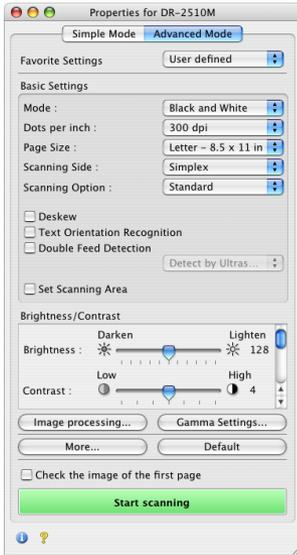 Properties for DR-2510M
Simple Mode Advanced Mode
Favorite Settings User defined
Basic Settings
Mode : Black and White
Dots per inch : 300 dpi
Page Size : Letter - 8.5 x 11 in
Scanning Side : Simplex
Scanning Option : Standard
Deskew
Text Orientation Recognition
Double Feed Detection
Detect by Ultras...
Set Scanning Area
Brightness/Contrast
Darken Lighten
Brightness : 128
Low High
Contrast : 4
Image processing... Gamma Settings...
More... Default
Check the image of the first page
Start scanning